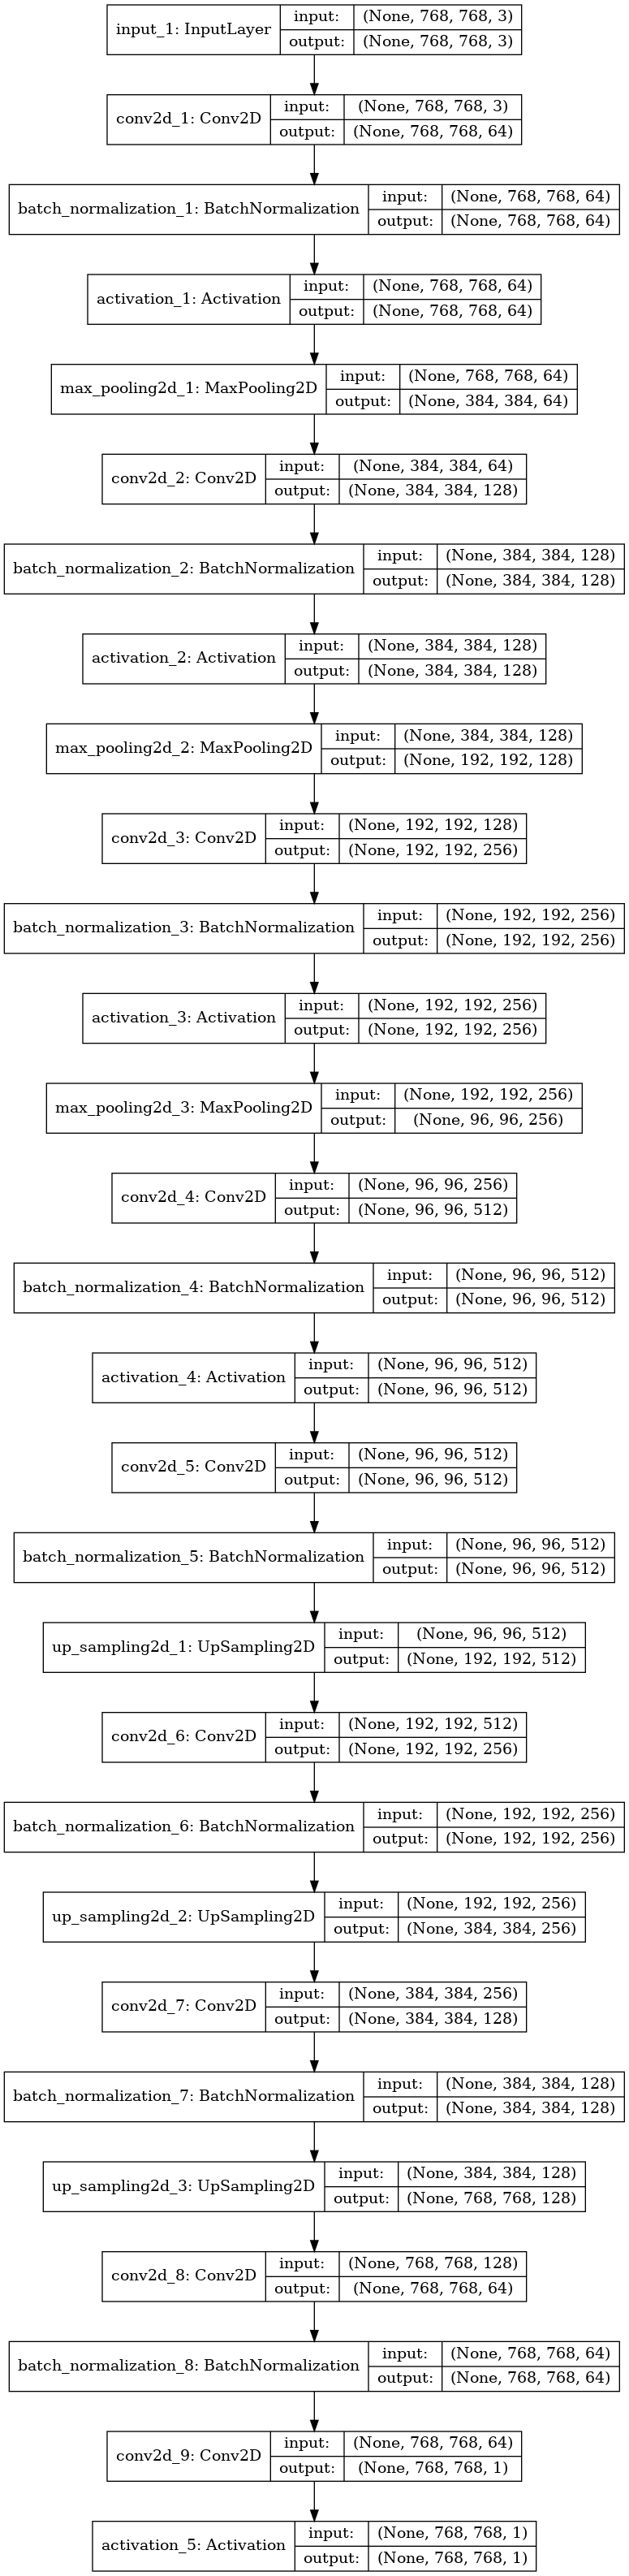 input_1: InputLayer input: (None, 768, 768, 3)
output: (None, 768, 768, 3)
conv2d_1: Conv2D input: (None, 768, 768, 3)
output: (None, 768, 768, 64)
batch_normalization_1: BatchNormalization input: (None, 768, 768, 64)
output: (None, 768, 768, 64)
activation_1: Activation input: (None, 768, 768, 64)
output: (None, 768, 768, 64)
max_pooling2d_1: MaxPooling2D input: (None, 768, 768, 64)
output: (None, 384, 384, 64)
conv2d_2: Conv2D input: (None, 384, 384, 64)
output: (None, 384, 384, 128)
batch_normalization_2: BatchNormalization input: (None, 384, 384, 128)
output: (None, 384, 384, 128)
activation_2: Activation input: (None, 384, 384, 128)
output: (None, 384, 384, 128)
max_pooling2d_2: MaxPooling2D input: (None, 384, 384, 128)
output: (None, 192, 192, 128)
conv2d_3: Conv2D input: (None, 192, 192, 128)
output: (None, 192, 192, 256)
batch_normalization_3: BatchNormalization input: (None, 192, 192, 256)
output: (None, 192, 192, 256)
activation_3: Activation input: (None, 192, 192, 256)
output: (None, 192, 192, 256)
max_pooling2d_3: MaxPooling2D input: (None, 192, 192, 256)
output: (None, 96, 96, 256)
conv2d_4: Conv2D input: (None, 96, 96, 256)
output: (None, 96, 96, 512)
batch_normalization_4: BatchNormalization input: (None, 96, 96, 512)
output: (None, 96, 96, 512)
activation_4: Activation input: (None, 96, 96, 512)
output: (None, 96, 96, 512)
conv2d_5: Conv2D input: (None, 96, 96, 512)
output: (None, 96, 96, 512)
batch_normalization_5: BatchNormalization input: (None, 96, 96, 512)
output: (None, 96, 96, 512)
up_sampling2d_1: UpSampling2D input: (None, 96, 96, 512)
output: (None, 192, 192, 512)
conv2d_6: Conv2D input: (None, 192, 192, 512)
output: (None, 192, 192, 256)
batch_normalization_6: BatchNormalization input: (None, 192, 192, 256)
output: (None, 192, 192, 256)
up_sampling2d_2: UpSampling2D input: (None, 192, 192, 256)
output: (None, 384, 384, 256)
conv2d_7: Conv2D input: (None, 384, 384, 256)
output: (None, 384, 384, 128)
batch_normalization_7: BatchNormalization input: (None, 384, 384, 128)
output: (None, 384, 384, 128)
up_sampling2d_3: UpSampling2D input: (None, 384, 384, 128)
output: (None, 768, 768, 128)
conv2d_8: Conv2D input: (None, 768, 768, 128)
output: (None, 768, 768, 64)
batch_normalization_8: BatchNormalization input: (None, 768, 768, 64)
output: (None, 768, 768, 64)
conv2d_9: Conv2D input: (None, 768, 768, 64)
output: (None, 768, 768, 1)
activation_5: Activation input: (None, 768, 768, 1)
output: (None, 768, 768, 1)